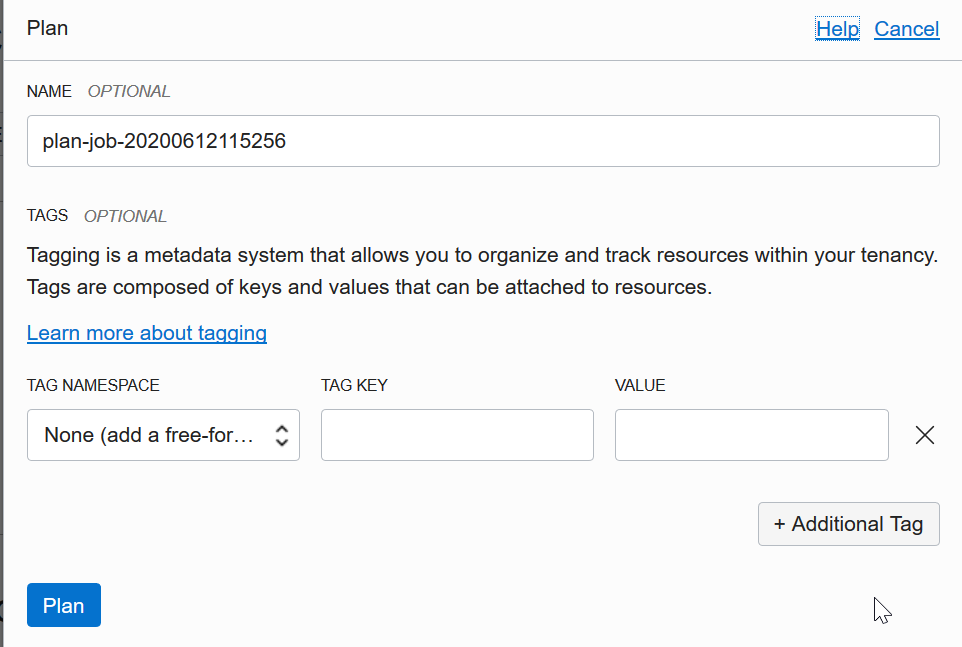 Plan
Help Cancel
NAME OPTIONAL
plan-job-20200612115256
TAGS OPTIONAL
Tagging is a metadata system that allows you to organize and track resources within your tenancy.
Tags are composed of keys and values that can be attached to resources.
Learn more about tagging
TAG NAMESPACE TAG KEY VALUE
None (add a free-for...
+ Additional Tag
Plan